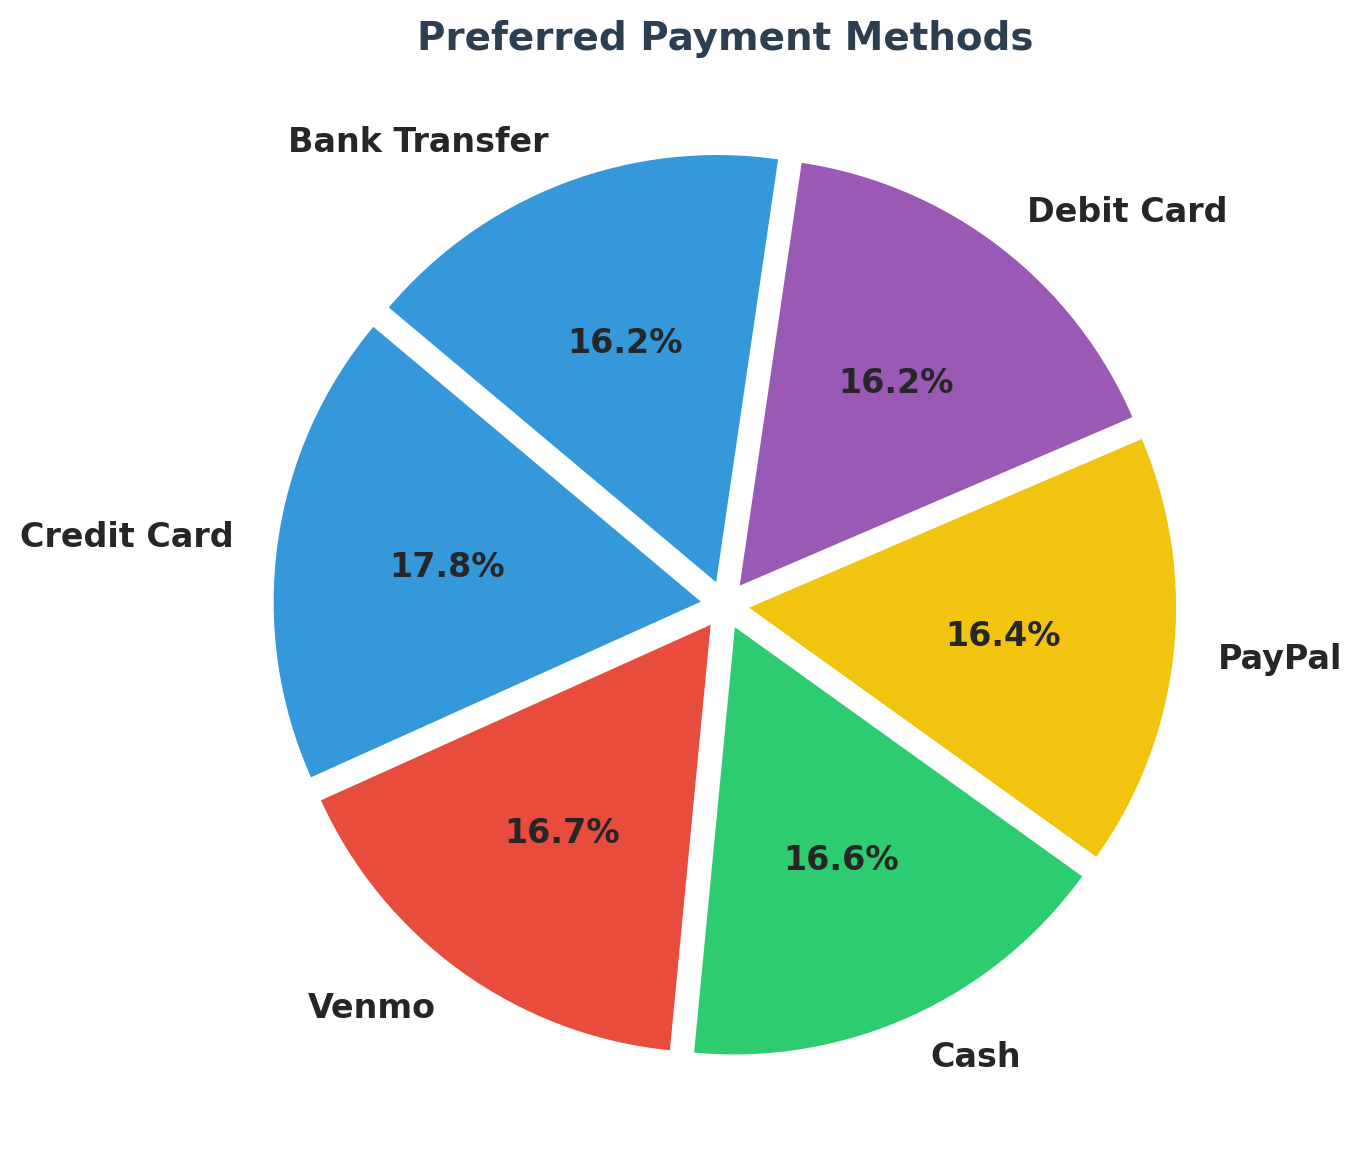 Preferred Payment Methods
Bank Transfer
Debit Card
16.2%
16.2%
Credit Card
17.8%
16.4%
PayPal
16.7%
16.6%
Venmo
Cash